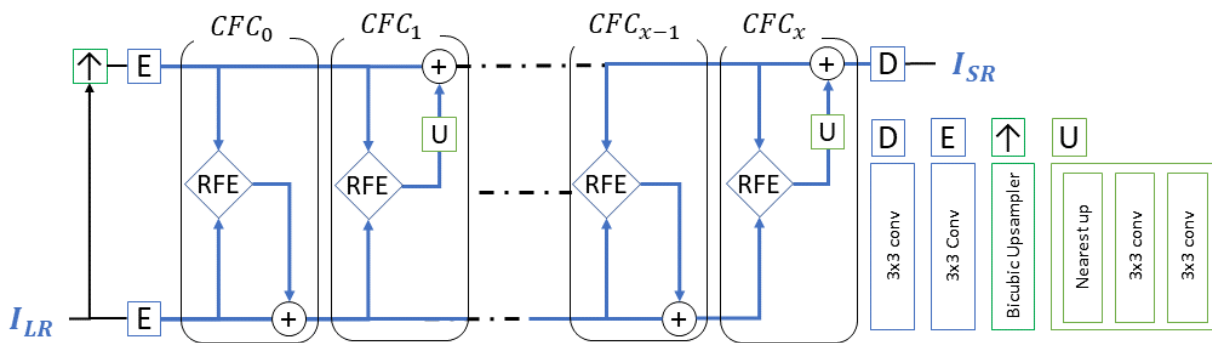 CFC₀ CFC₁ CFCₓ₋₁ CFCₓ
↑ E + + D I_SR
U U D E ↑ U
RFE RFE RFE RFE
3x3 conv
3x3 Conv
Bicubic Upsampler
Nearest up
3x3 conv
3x3 conv
I_LR E + +